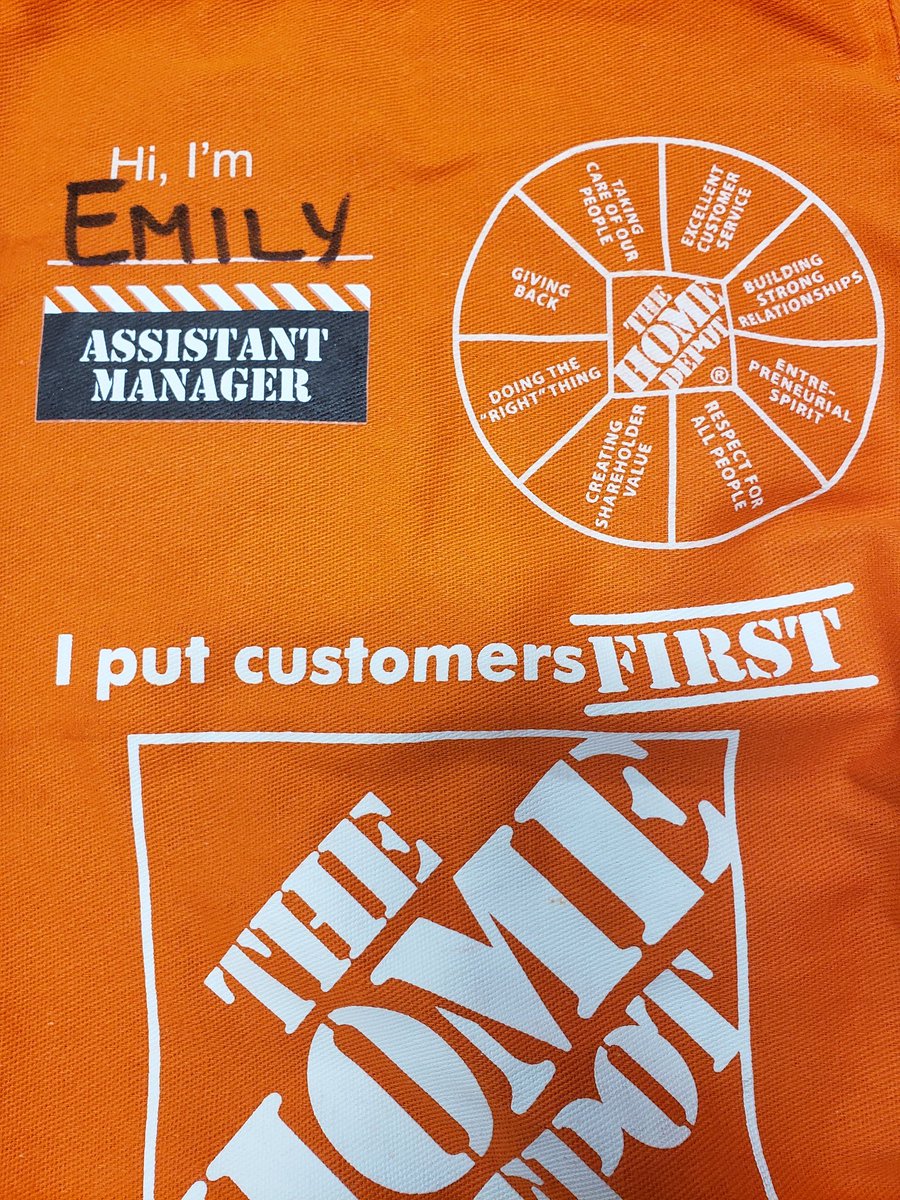 Hi, I'm
EMILY
ASSISTANT
MANAGER
TAKING
CARE OF OUR
PEOPLE
EXCELLENT
CUSTOMER
SERVICE
BUILDING
STRONG
RELATIONSHIPS
ENTRE-
PRENEURIAL
SPIRIT
RESPECT FOR
ALL PEOPLE
CREATING
SHAREHOLDER
VALUE
DOING THE
"RIGHT" THING
GIVING
BACK
THE
HOME
DEPOT®
I put customers FIRST
THE
HOME
DEPOT